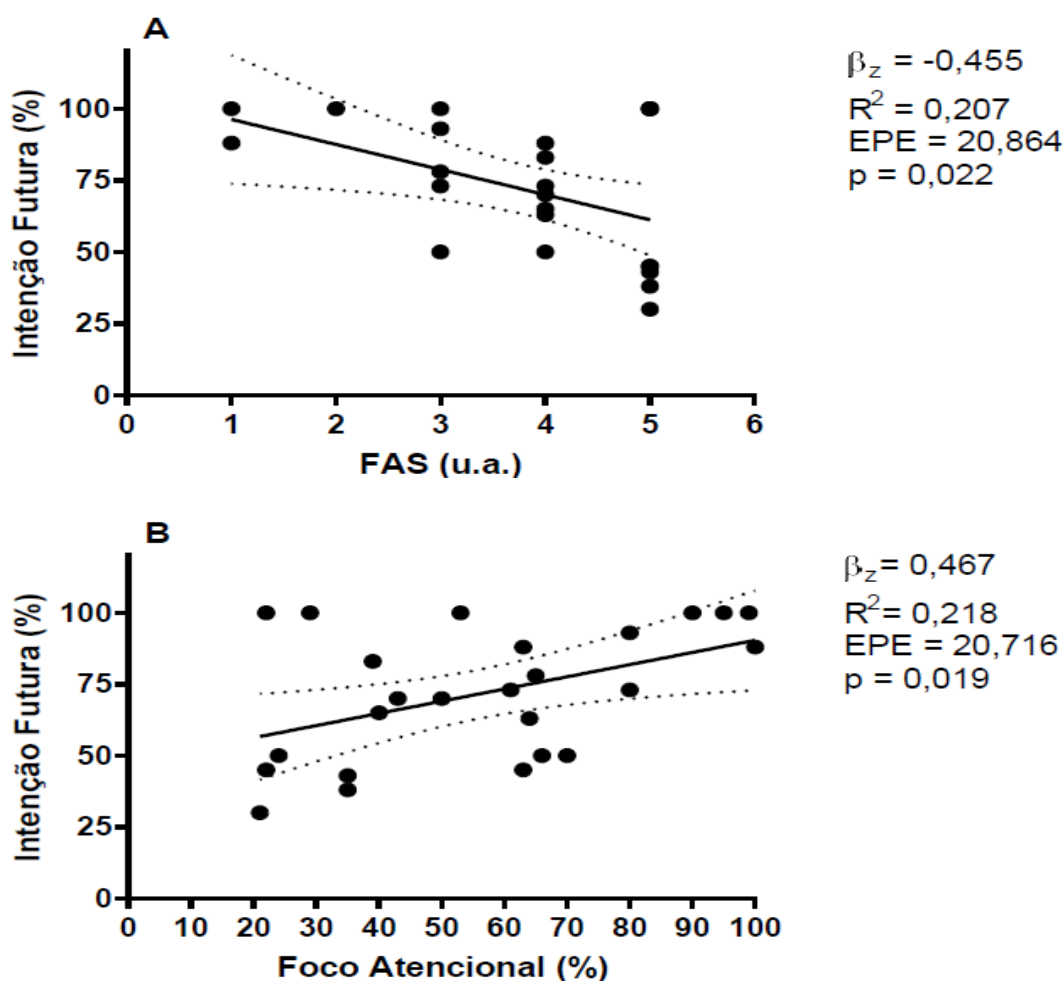 A
β_z = -0,455
R² = 0,207
EPE = 20,864
p = 0,022
Intenção Futura (%)
100
75
50
25
0
0 1 2 3 4 5 6
FAS (u.a.)
B
β_z = 0,467
R² = 0,218
EPE = 20,716
p = 0,019
Intenção Futura (%)
100
75
50
25
0
0 10 20 30 40 50 60 70 80 90 100
Foco Atencional (%)